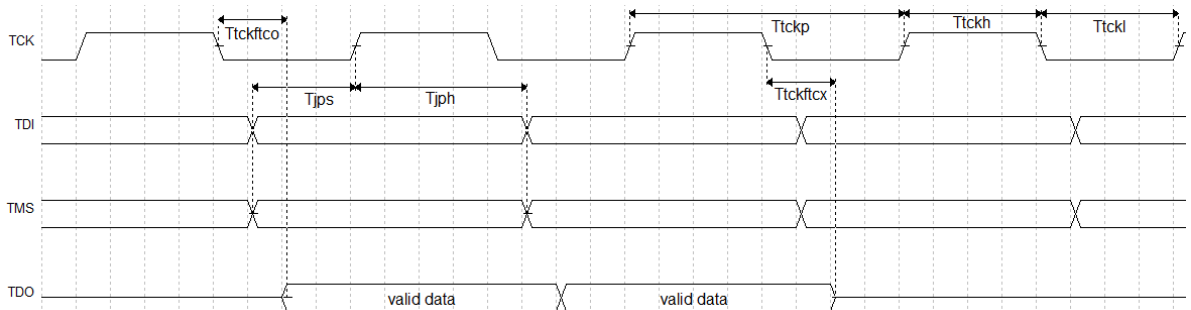 Ttckftco
Ttckp
Ttckh
Ttckl
TCK
Tjps
Tjph
Ttckftcx
TDI
TMS
TDO
valid data
valid data